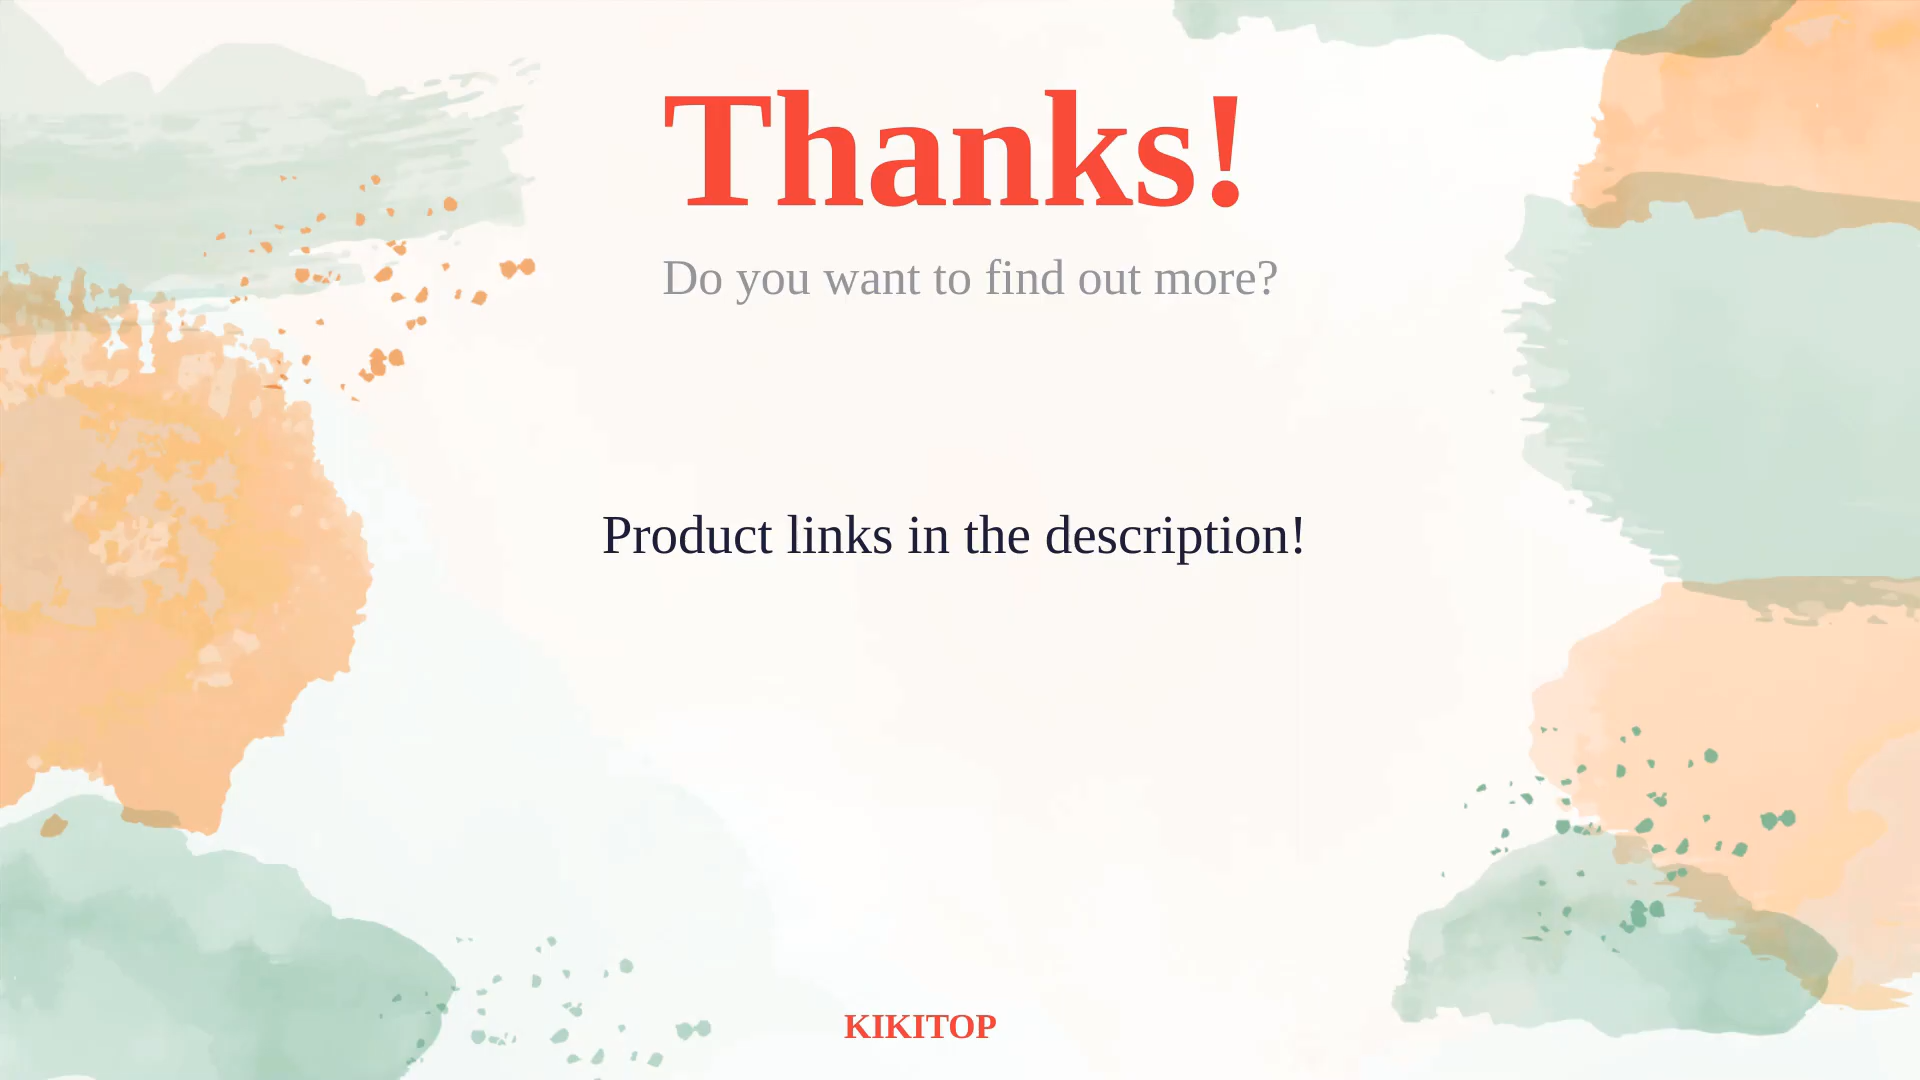 Thanks!
Do you want to find out more?
Product links in the description!
KIKITOP